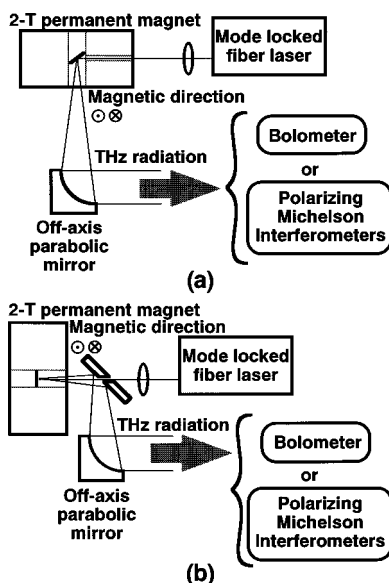 2-T permanent magnet
Mode locked
fiber laser
Magnetic direction
THz radiation
Bolometer
or
Polarizing
Michelson
Interferometers
Off-axis
parabolic
mirror
(a)
2-T permanent magnet
Magnetic direction
Mode locked
fiber laser
THz radiation
Bolometer
or
Polarizing
Michelson
Interferometers
Off-axis
parabolic
mirror
(b)